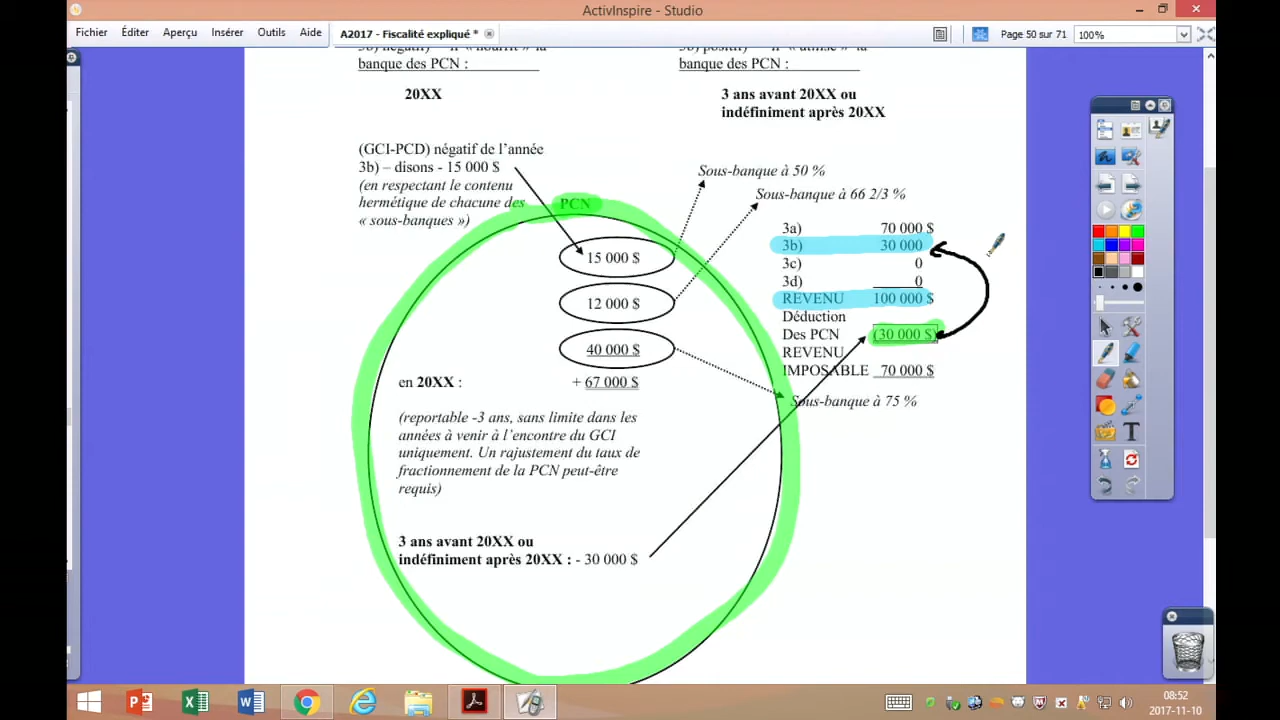 ActivInspire - Studio
Fichier Éditer Aperçu Insérer Outils Aide
A2017 - Fiscalité expliqué *
Page 50 sur 71
100%
banque des PCN :
banque des PCN :
20XX
3 ans avant 20XX ou
indéfiniment après 20XX
(GCI-PCD) négatif de l’année
3b) – disons - 15 000 $
(en respectant le contenu
hermétique de chacune des
« sous-banques »)
PCN
Sous-banque à 50 %
Sous-banque à 66 2/3 %
15 000 $
12 000 $
40 000 $
en 20XX : + 67 000 $
(reportable -3 ans, sans limite dans les
années à venir à l’encontre du GCI
uniquement. Un rajustement du taux de
fractionnement de la PCN peut-être
requis)
3 ans avant 20XX ou
indéfiniment après 20XX : - 30 000 $
3a) 70 000 $
3b) 30 000
3c) 0
3d) 0
REVENU 100 000 $
Déduction
Des PCN (30 000 $)
REVENU
IMPOSABLE 70 000 $
Sous-banque à 75 %
08:52
2017-11-10